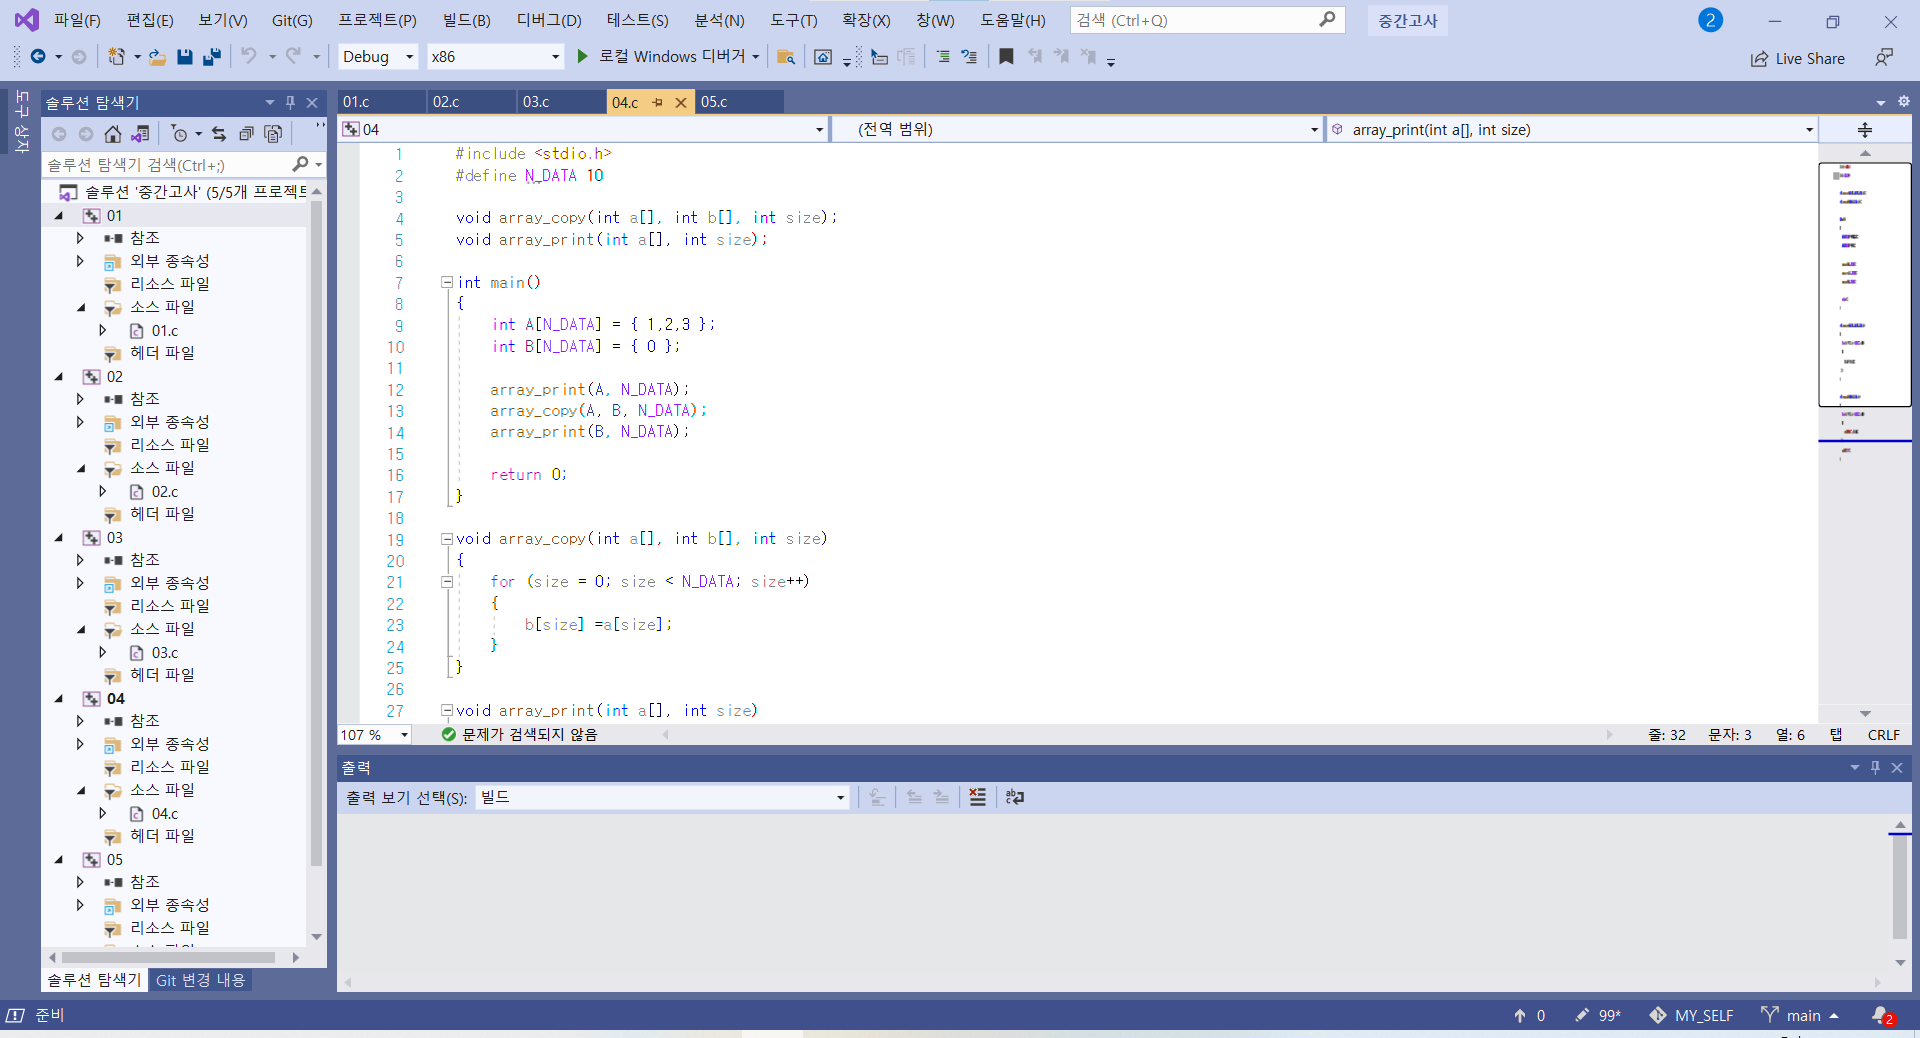 파일(F) 편집(E) 보기(V) Git(G) 프로젝트(P) 빌드(B) 디버그(D) 테스트(S) 분석(N) 도구(T) 확장(X) 창(W) 도움말(H) 검색 (Ctrl+Q) 중간고사 2
Debug x86 로컬 Windows 디버거 Live Share
도구 상자
솔루션 탐색기
솔루션 탐색기 검색(Ctrl+;)
솔루션 '중간고사' (5/5개 프로젝트
01
참조
외부 종속성
리소스 파일
소스 파일
01.c
헤더 파일
02
참조
외부 종속성
리소스 파일
소스 파일
02.c
헤더 파일
03
참조
외부 종속성
리소스 파일
소스 파일
03.c
헤더 파일
04
참조
외부 종속성
리소스 파일
소스 파일
04.c
헤더 파일
05
참조
외부 종속성
리소스 파일
솔루션 탐색기 Git 변경 내용
01.c 02.c 03.c 04.c 05.c
04 (전역 범위) array_print(int a[], int size)
1 #include <stdio.h>
2 #define N_DATA 10
3
4 void array_copy(int a[], int b[], int size);
5 void array_print(int a[], int size);
6
7 int main()
8 {
9 int A[N_DATA] = { 1,2,3 };
10 int B[N_DATA] = { 0 };
11
12 array_print(A, N_DATA);
13 array_copy(A, B, N_DATA);
14 array_print(B, N_DATA);
15
16 return 0;
17 }
18
19 void array_copy(int a[], int b[], int size)
20 {
21 for (size = 0; size < N_DATA; size++)
22 {
23 b[size] =a[size];
24 }
25 }
26
27 void array_print(int a[], int size)
107 % 문제가 검색되지 않음 줄: 32 문자: 3 열: 6 탭 CRLF
출력
출력 보기 선택(S): 빌드
준비 0 99* MY_SELF main 2